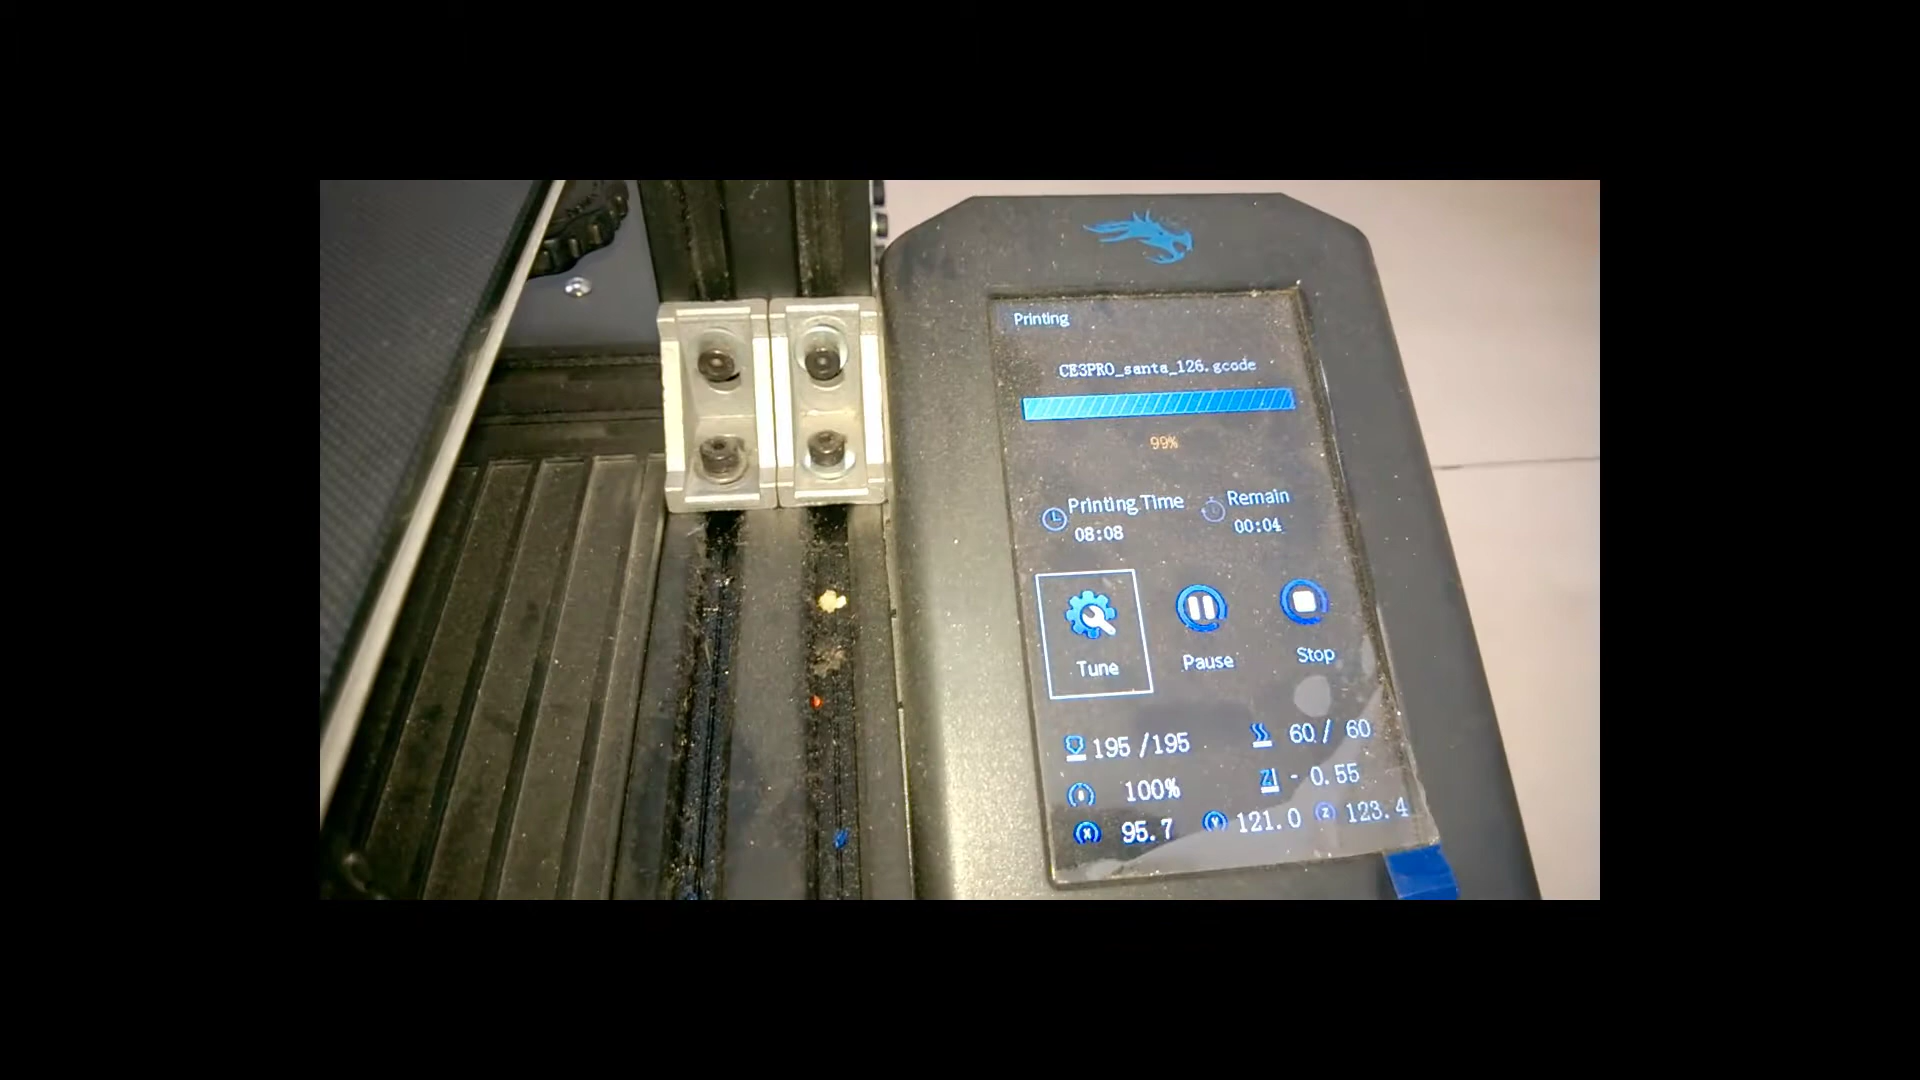 Printing
CE3PRO_santa_126.gcode
99%
Printing Time Remain
08:08 00:04
Tune Pause Stop
195 /195 60 / 60
100% Z - 0.55
X 95.7 Y 121.0 Z 123.4